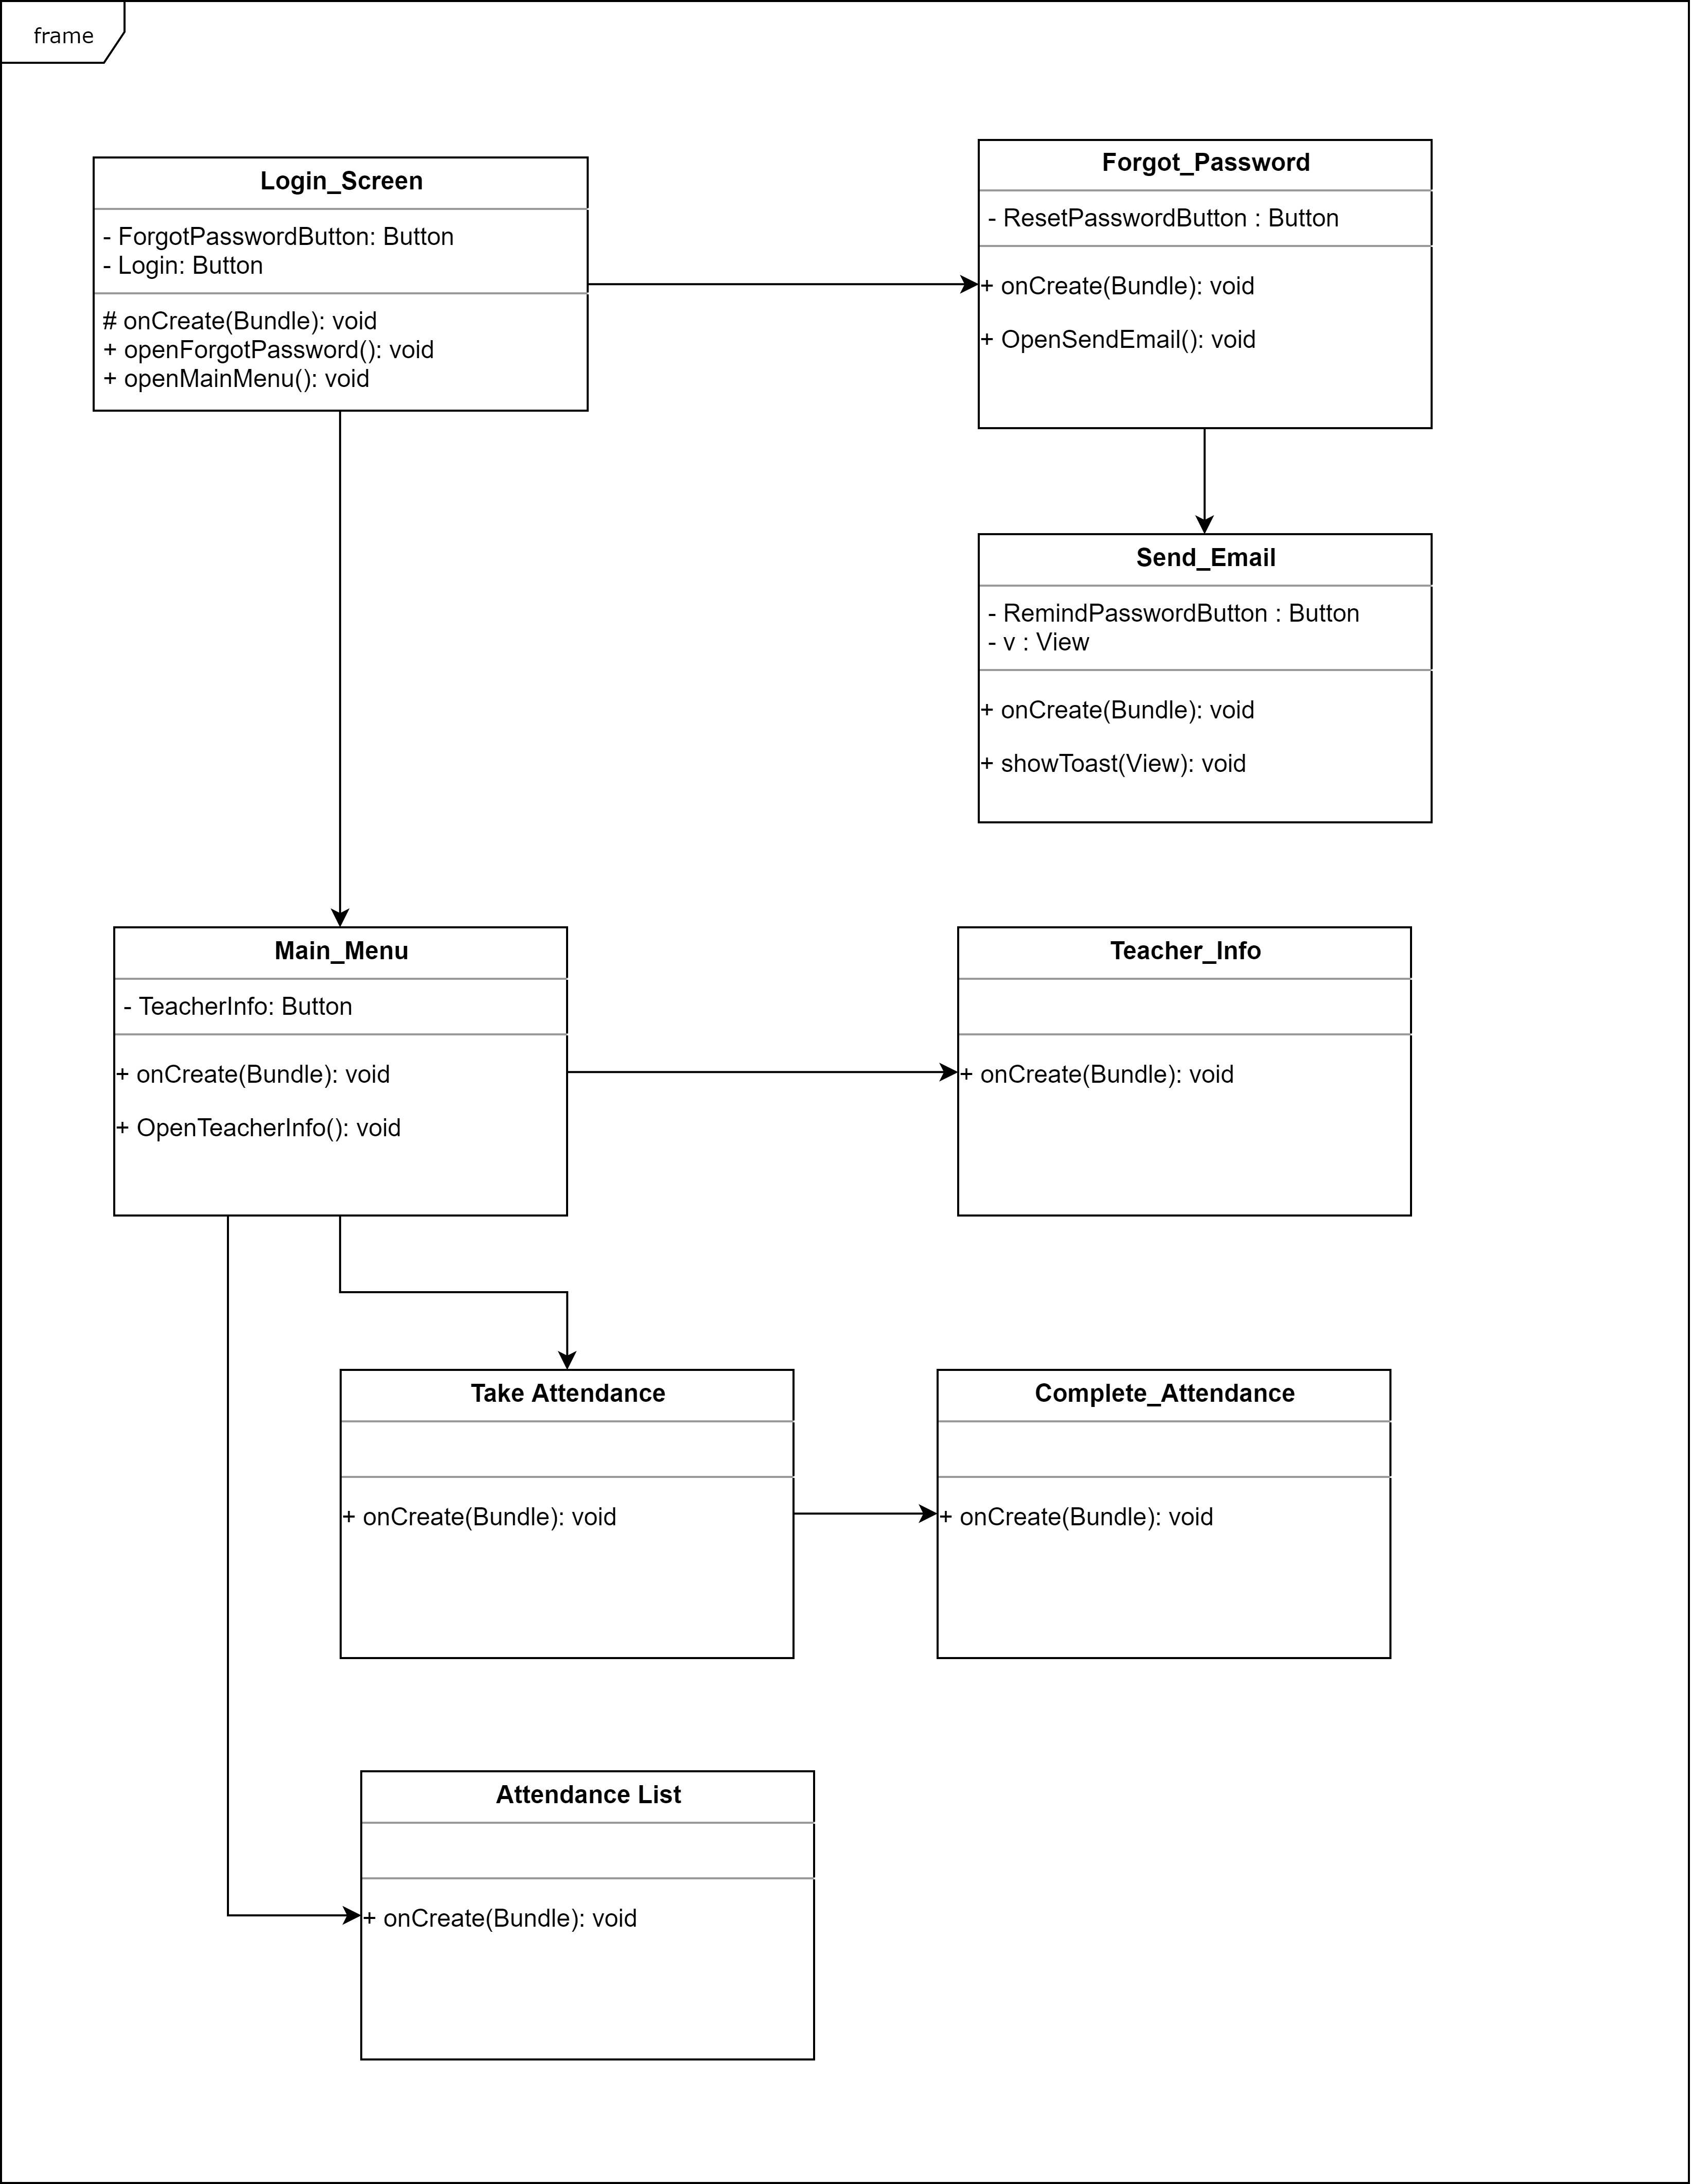 frame
Login_Screen
- ForgotPasswordButton: Button
- Login: Button
# onCreate(Bundle): void
+ openForgotPassword(): void
+ openMainMenu(): void
Forgot_Password
- ResetPasswordButton : Button
+ onCreate(Bundle): void
+ OpenSendEmail(): void
Send_Email
- RemindPasswordButton : Button
- v : View
+ onCreate(Bundle): void
+ showToast(View): void
Main_Menu
- TeacherInfo: Button
+ onCreate(Bundle): void
+ OpenTeacherInfo(): void
Teacher_Info
+ onCreate(Bundle): void
Take Attendance
+ onCreate(Bundle): void
Complete_Attendance
+ onCreate(Bundle): void
Attendance List
+ onCreate(Bundle): void